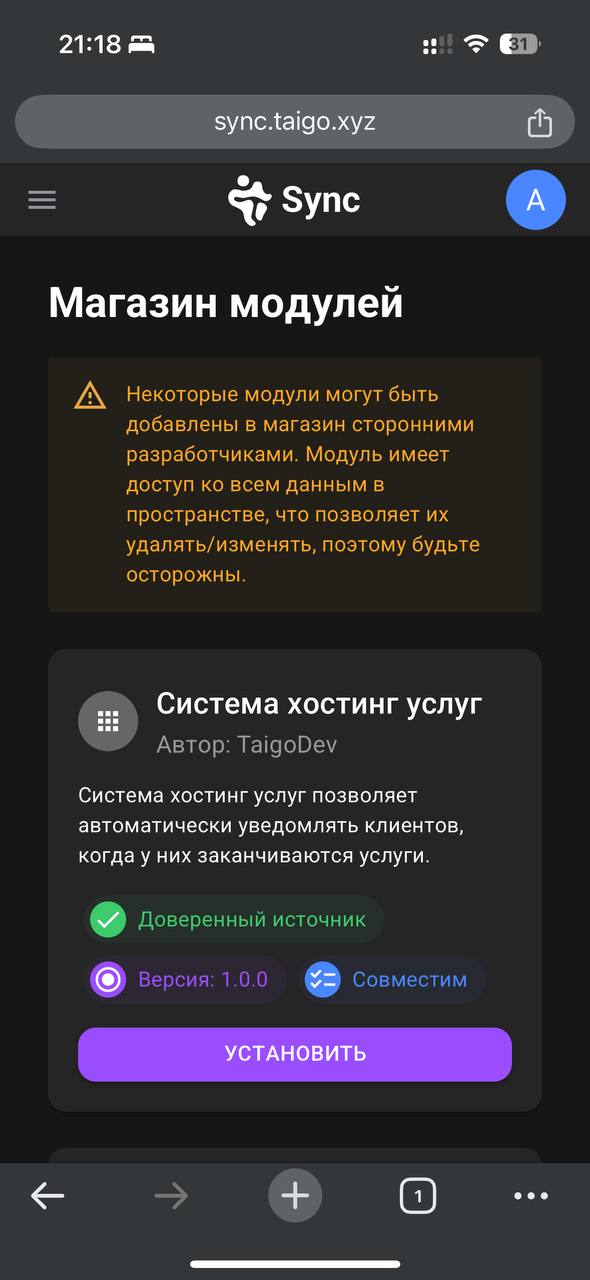 21:18
31
sync.taigo.xyz
Sync
A
Магазин модулей
Некоторые модули могут быть
добавлены в магазин сторонними
разработчиками. Модуль имеет
доступ ко всем данным в
пространстве, что позволяет их
удалять/изменять, поэтому будьте
осторожны.
Система хостинг услуг
Автор: TaigoDev
Система хостинг услуг позволяет
автоматически уведомлять клиентов,
когда у них заканчиваются услуги.
Доверенный источник
Версия: 1.0.0
Совместим
УСТАНОВИТЬ
1